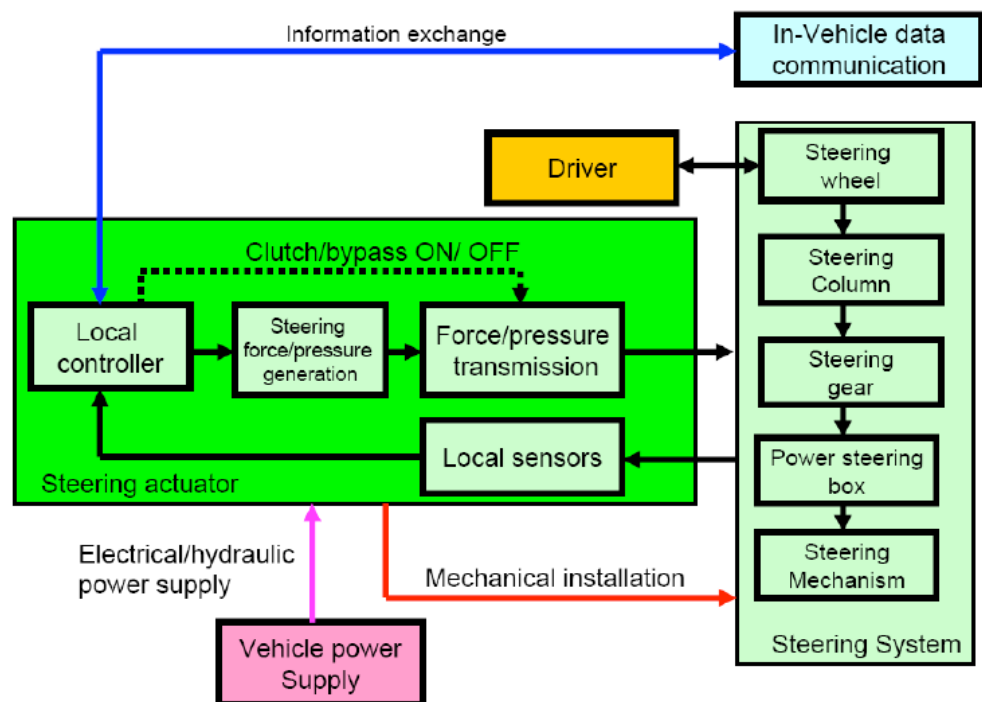 Information exchange
In-Vehicle data
communication
Driver
Steering
wheel
Clutch/bypass ON/ OFF
Steering
Column
Local
controller
Steering
force/pressure
generation
Force/pressure
transmission
Steering
gear
Local sensors
Power steering
box
Steering actuator
Electrical/hydraulic
power supply
Mechanical installation
Steering
Mechanism
Steering System
Vehicle power
Supply